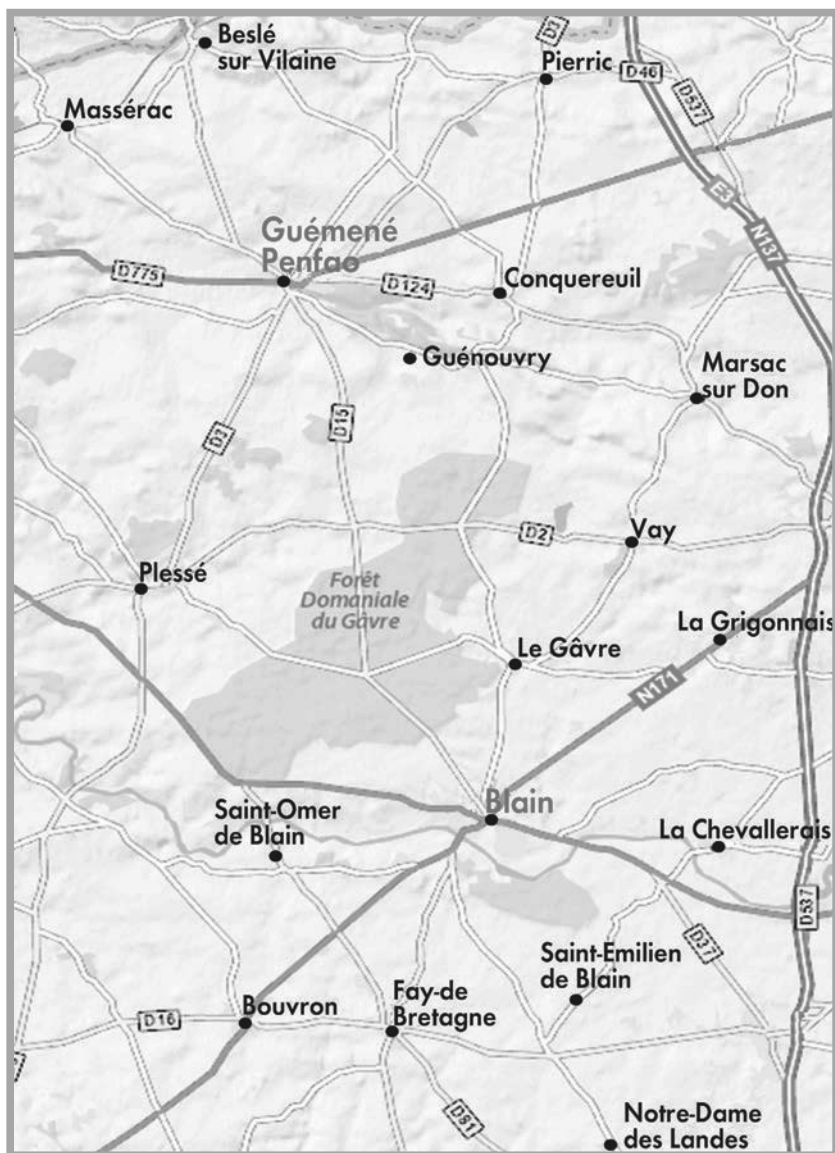 Beslé
sur Vilaine
D3
Pierric
D46
D537
Massérac
E3
N137
Guémené
Penfao
D775
D124
Conquereuil
Guénouvry
Marsac
sur Don
D3
D15
D2
Vay
Plessé
Forêt
Domaniale
du Gâvre
La Grigonnais
Le Gâvre
N171
Blain
Saint-Omer
de Blain
La Chevallerais
D537
D37
Saint-Emilien
de Blain
Fay-de
Bretagne
Bouvron
D16
D81
Notre-Dame
des Landes